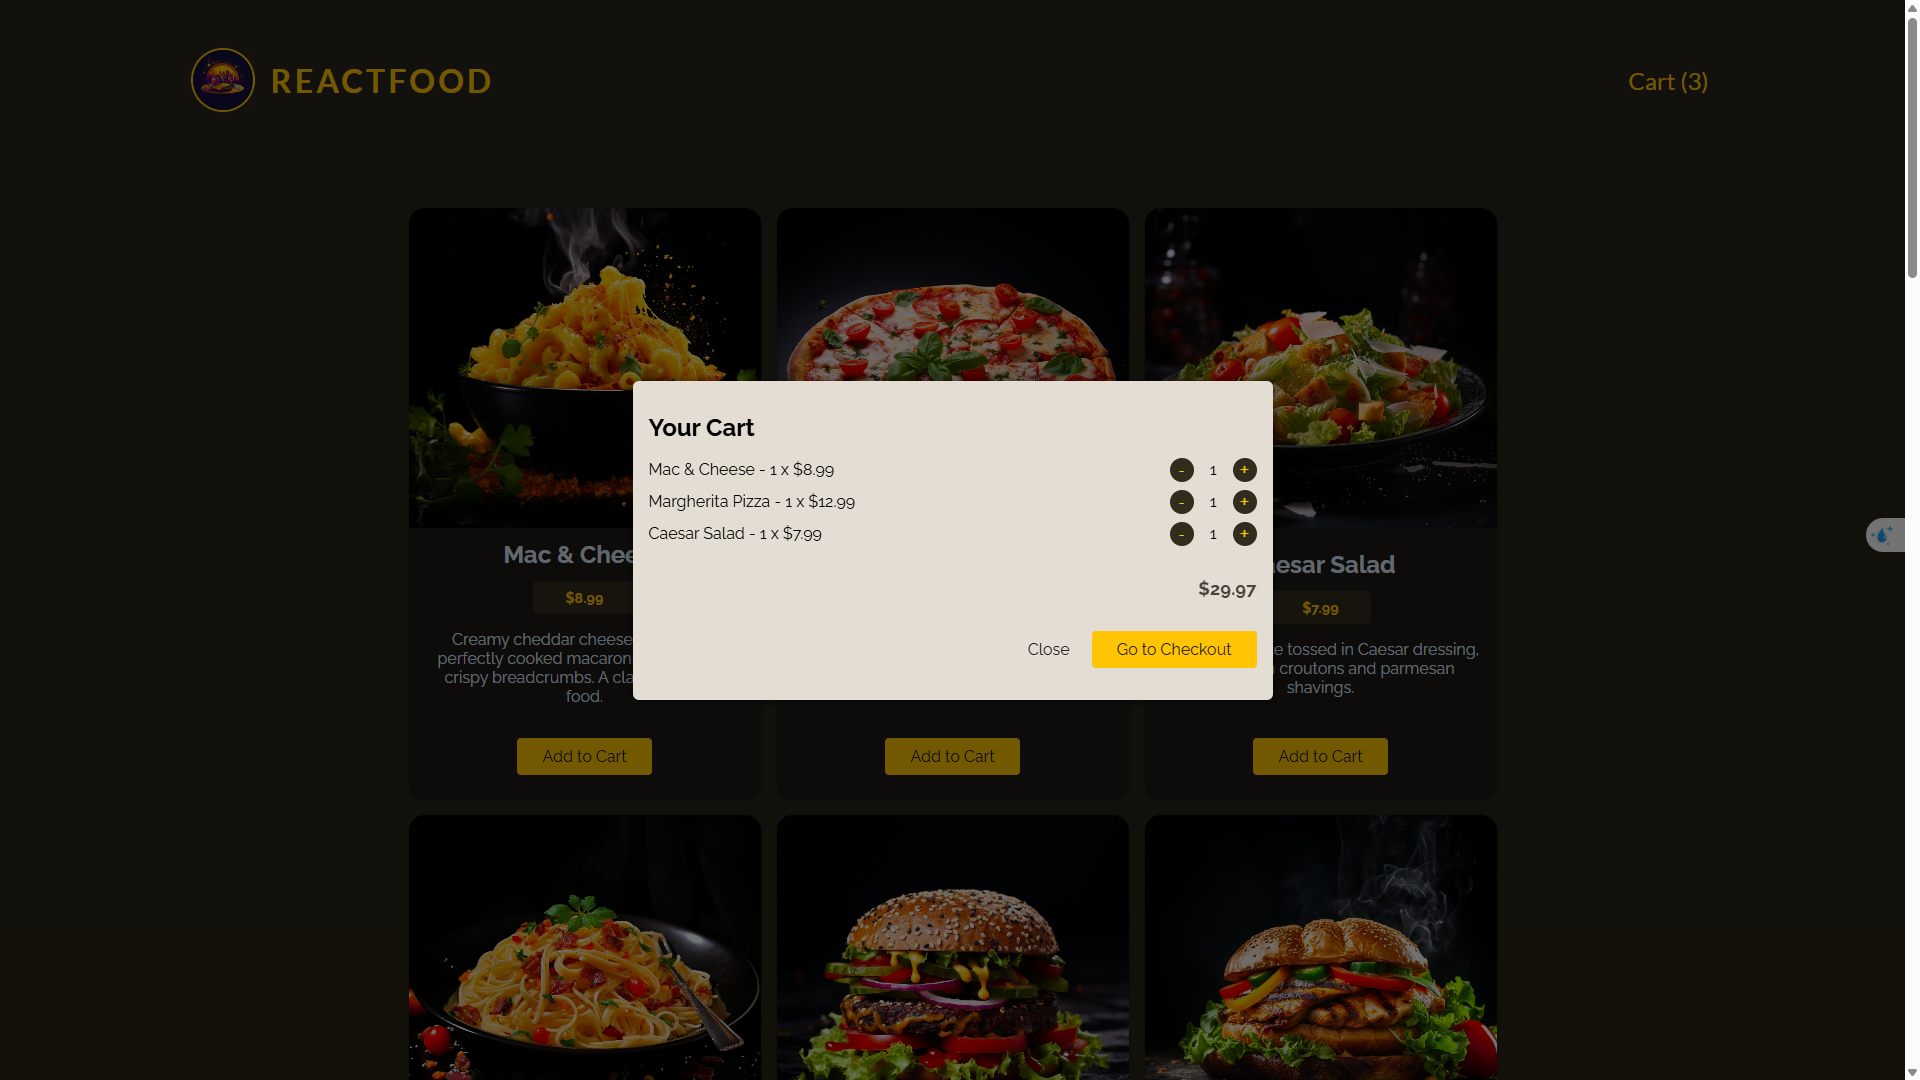 REACTFOOD
Cart (3)
Your Cart
Mac & Cheese - 1 x $8.99
- 1 +
Margherita Pizza - 1 x $12.99
- 1 +
Caesar Salad - 1 x $7.99
- 1 +
$29.97
Close
Go to Checkout
Mac & Chee
$8.99
Creamy cheddar cheese
perfectly cooked macaron
crispy breadcrumbs. A cla
food.
Add to Cart
Add to Cart
esar Salad
$7.99
e tossed in Caesar dressing,
croutons and parmesan
shavings.
Add to Cart